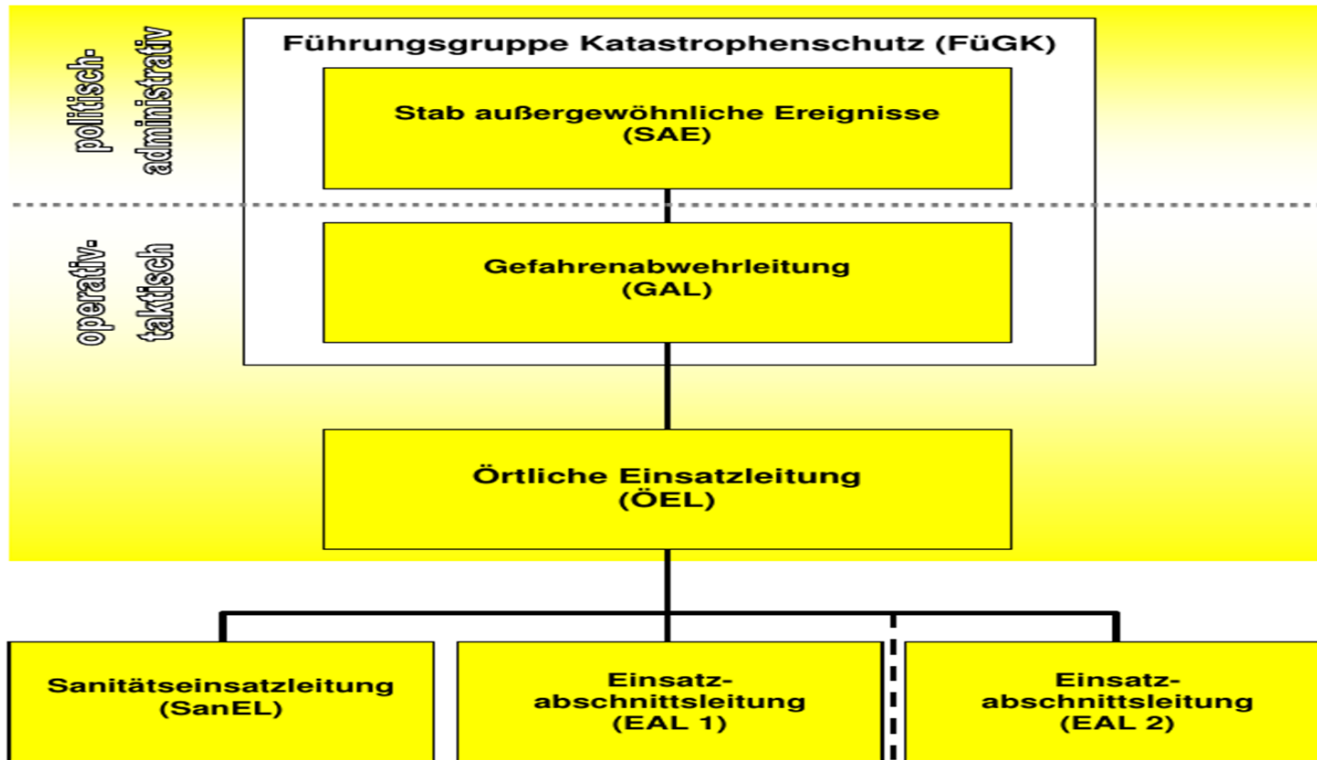 politisch-
administrativ
Führungsgruppe Katastrophenschutz (FüGK)
Stab außergewöhnliche Ereignisse
(SAE)
operativ-
taktisch
Gefahrenabwehrleitung
(GAL)
Örtliche Einsatzleitung
(ÖEL)
Sanitätseinsatzleitung
(SanEL)
Einsatz-
abschnittsleitung
(EAL 1)
Einsatz-
abschnittsleitung
(EAL 2)